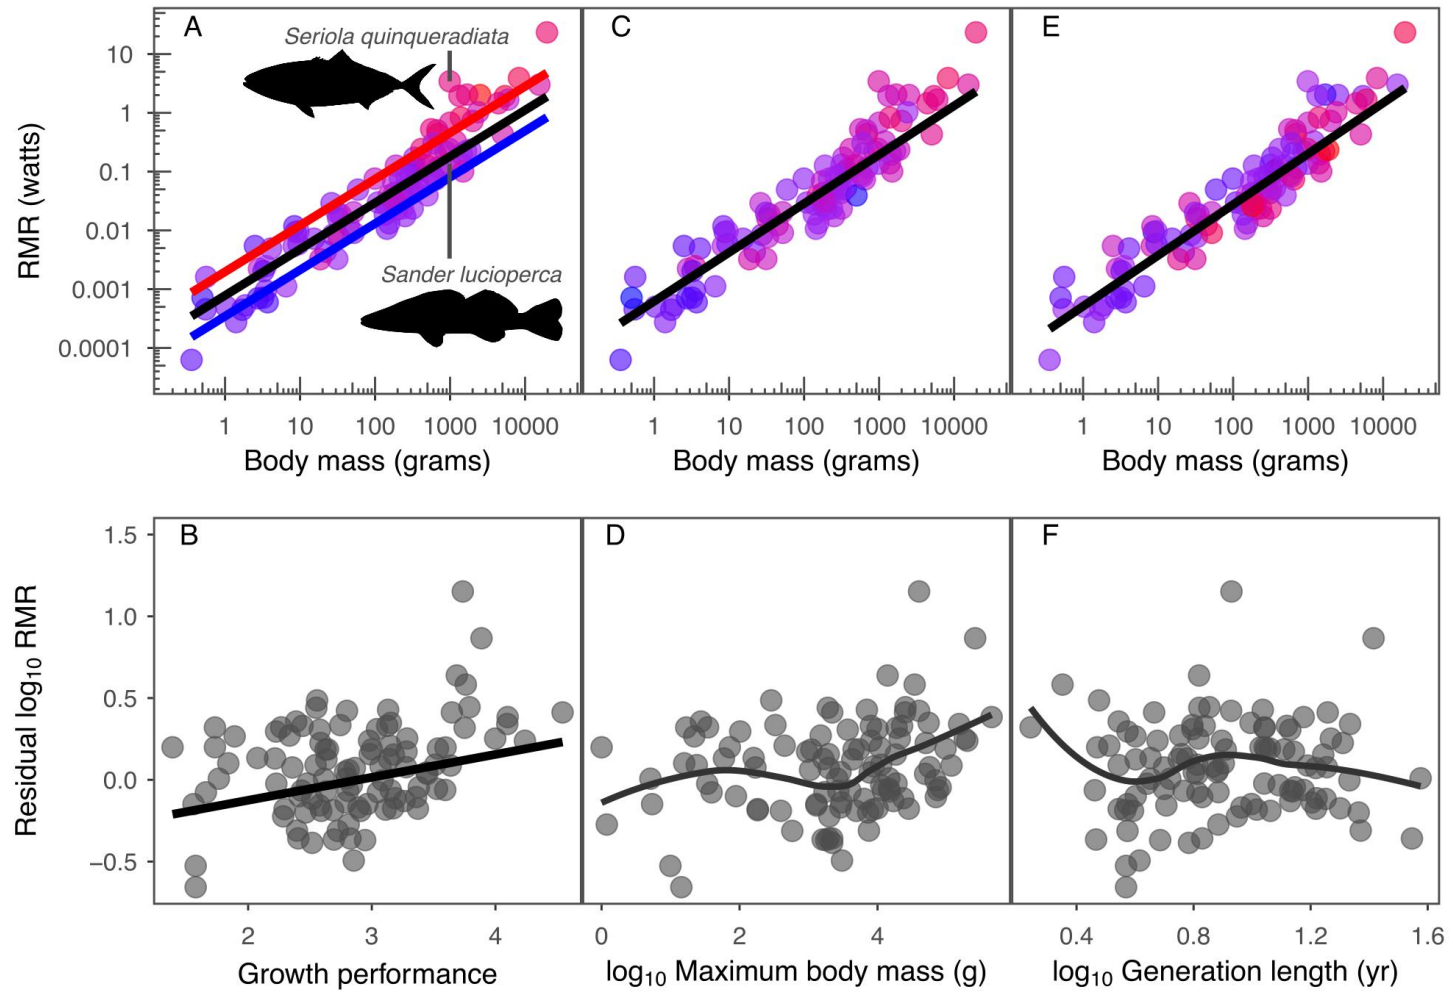 A
C
E
Seriola quinqueradiata
Sander lucioperca
RMR (watts)
10
1
0.1
0.01
0.001
0.0001
1 10 100 1000 10000
1 10 100 1000 10000
1 10 100 1000 10000
Body mass (grams)
Body mass (grams)
Body mass (grams)
B
D
F
Residual log₁₀ RMR
1.5
1.0
0.5
0.0
−0.5
2 3 4
0 2 4
0.4 0.8 1.2 1.6
Growth performance
log₁₀ Maximum body mass (g)
log₁₀ Generation length (yr)